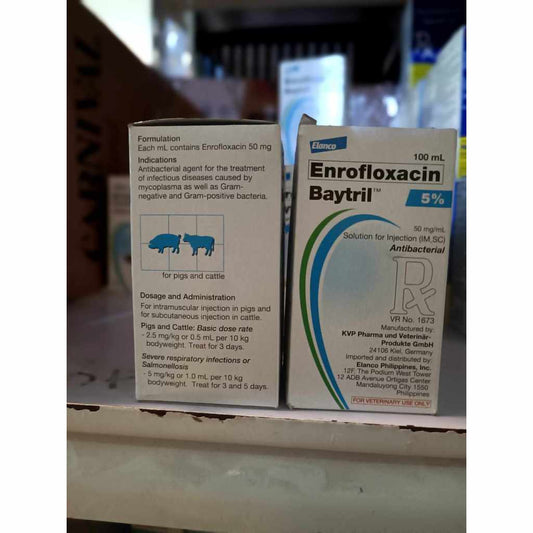 CARNIVAL
Formulation
Each mL contains Enrofloxacin 50 mg
Indications
Antibacterial agent for the treatment
of infectious diseases caused by
mycoplasma as well as Gram-
negative and Gram-positive bacteria.
for pigs and cattle
Dosage and Administration
For intramuscular injection in pigs and
for subcutaneous injection in cattle.
Pigs and Cattle: Basic dose rate
- 2.5 mg/kg or 0.5 mL per 10 kg
bodyweight. Treat for 3 days.
Severe respiratory infections or
Salmonellosis
- 5 mg/kg or 1.0 mL per 10 kg
bodyweight. Treat for 3 and 5 days.
Elanco
100 mL
Enrofloxacin
Baytril™
5%
50 mg/mL
Solution for Injection (IM,SC)
Antibacterial
Rx
VR No. 1673
Manufactured by:
KVP Pharma und Veterinär-
Produkte GmbH
24106 Kiel, Germany
Imported and distributed by:
Elanco Philippines, Inc.
12F, The Podium West Tower
12 ADB Avenue Ortigas Center
Mandaluyong City 1550
Philippines
FOR VETERINARY USE ONLY